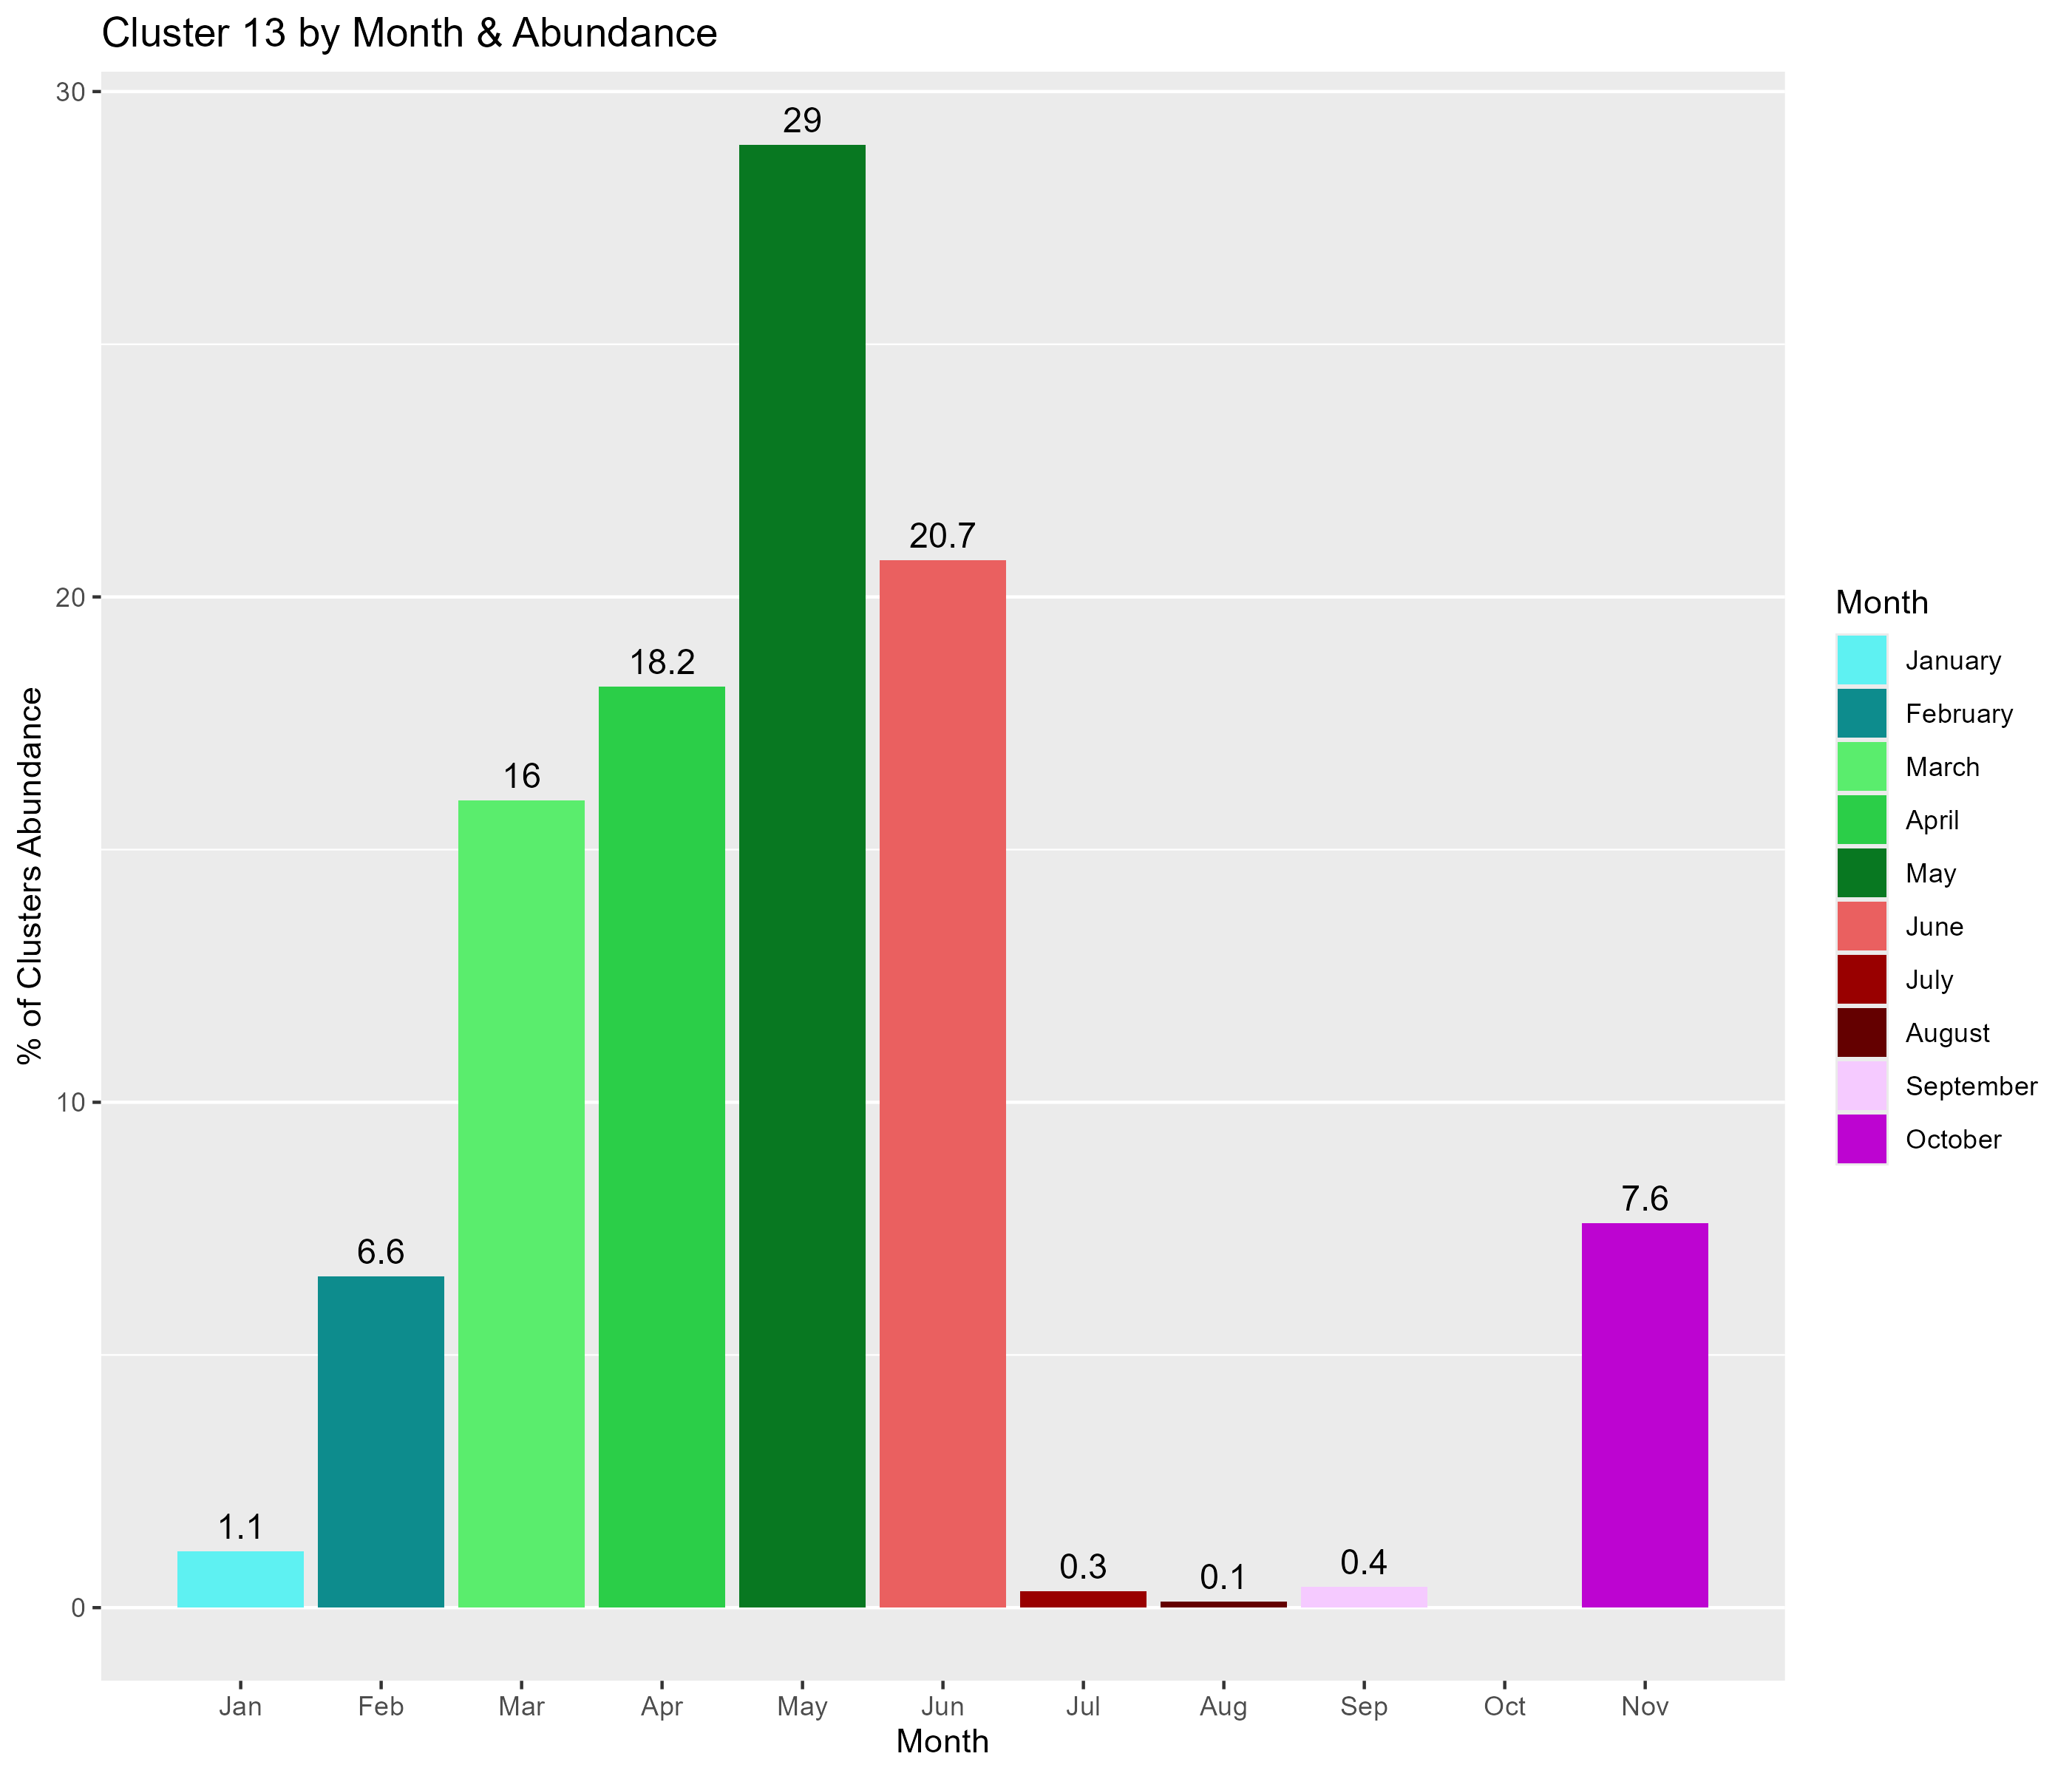 Cluster 13 by Month & Abundance
30
20
10
0
% of Clusters Abundance
1.1
6.6
16
18.2
29
20.7
0.3
0.1
0.4
7.6
Jan
Feb
Mar
Apr
May
Jun
Jul
Aug
Sep
Oct
Nov
Month
Month
January
February
March
April
May
June
July
August
September
October